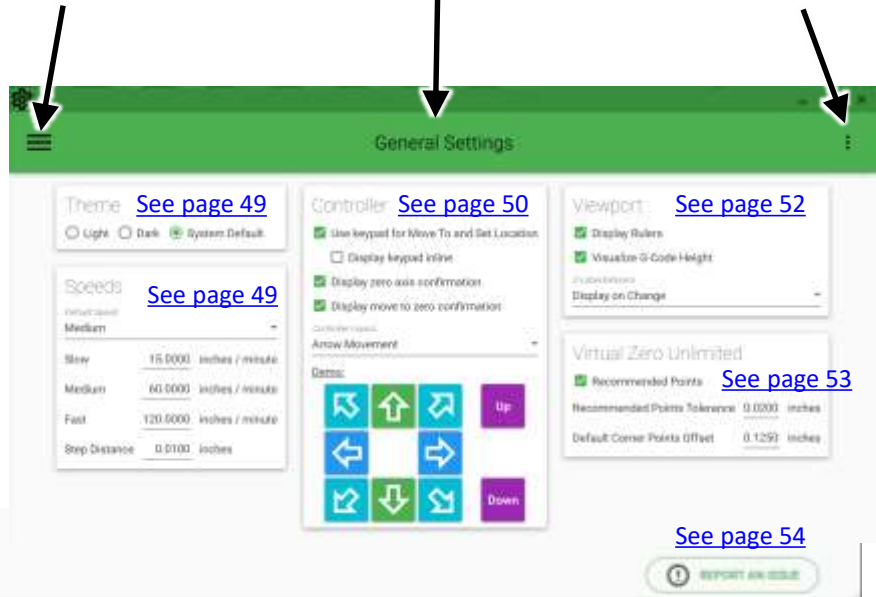 General Settings
Theme See page 49
Light Dark System Default
Speeds See page 49
Default Speed
Medium
Slow 15.0000 inches / minute
Medium 60.0000 inches / minute
Fast 120.0000 inches / minute
Step Distance 0.0100 inches
Controller See page 50
Use keypad for Move To and Set Location
Display keypad inline
Display zero axis confirmation
Display move to zero confirmation
Controller Layout
Arrow Movement
Demo:
Up
Down
Viewport See page 52
Display Rulers
Visualize G-Code Height
Display on Change
Virtual Zero Unlimited
Recommended Points See page 53
Recommended Points Tolerance 0.0200 inches
Default Corner Points Offset 0.1250 inches
See page 54
REPORT AN ISSUE